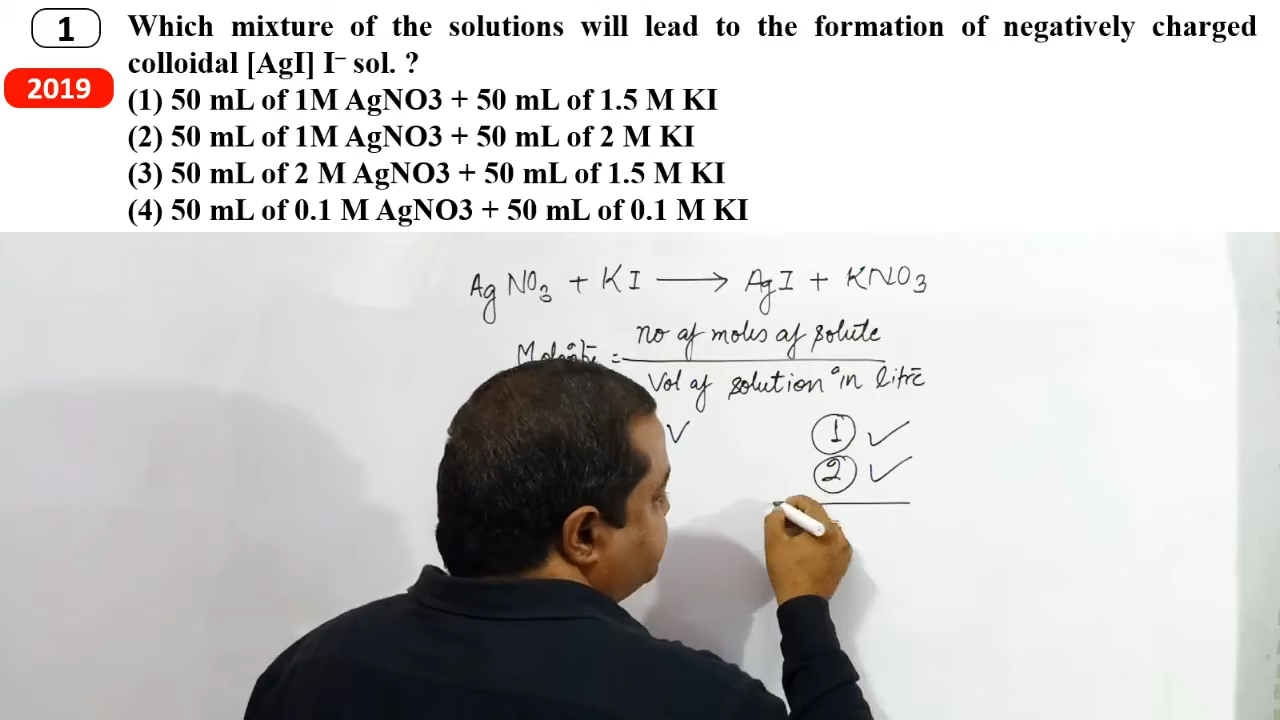 1 Which mixture of the solutions will lead to the formation of negatively charged
2019 colloidal [AgI] I⁻ sol. ?
(1) 50 mL of 1M AgNO3 + 50 mL of 1.5 M KI
(2) 50 mL of 1M AgNO3 + 50 mL of 2 M KI
(3) 50 mL of 2 M AgNO3 + 50 mL of 1.5 M KI
(4) 50 mL of 0.1 M AgNO3 + 50 mL of 0.1 M KI
Ag NO₃ + KI ⟶ AgI + KNO₃
= no of moles of solute
Vol of solution in litre
V ① ✓
② ✓